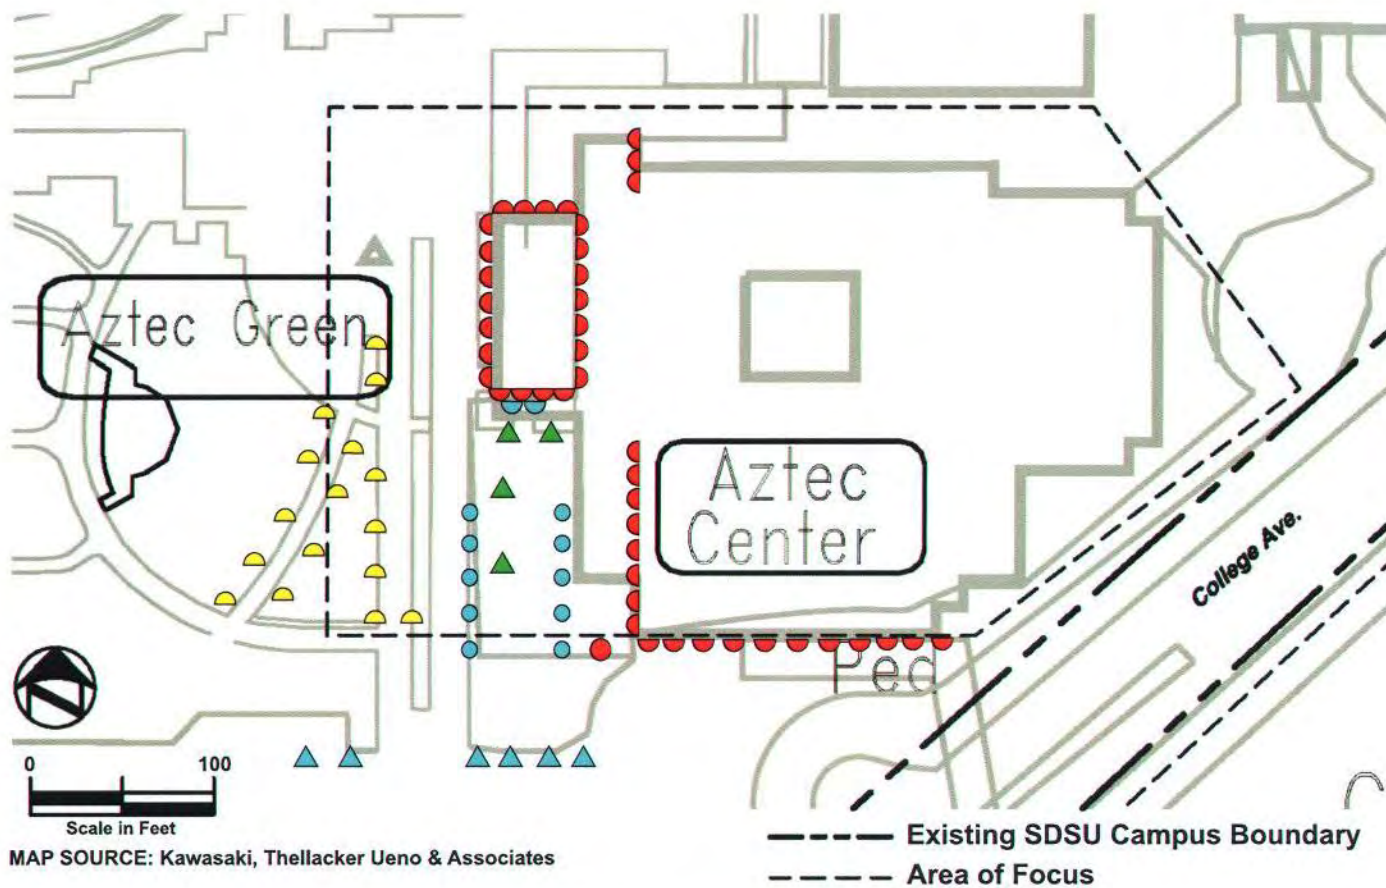 Aztec Green
Aztec
Center
College Ave.
Ped
0 100
Scale in Feet
MAP SOURCE: Kawasaki, Thellacker Ueno & Associates
Existing SDSU Campus Boundary
Area of Focus